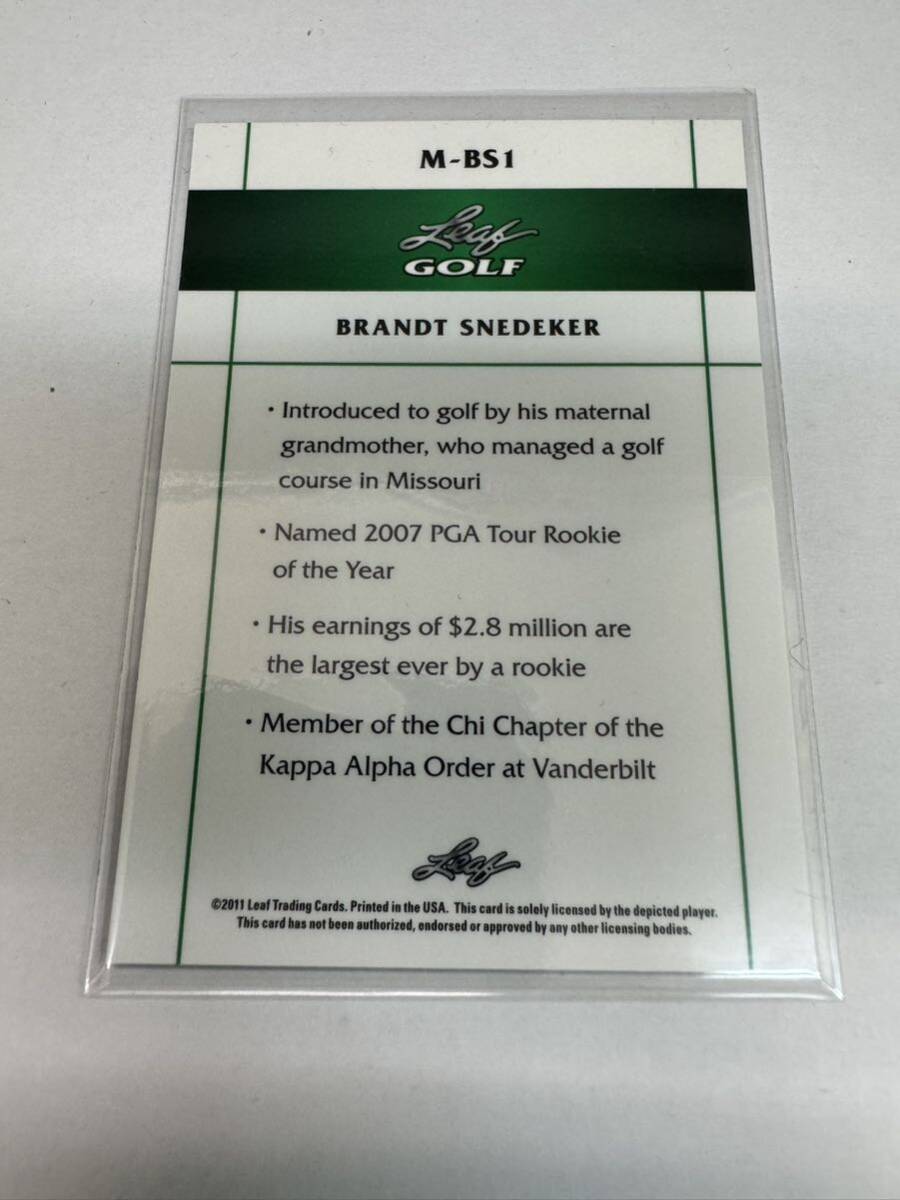 M-BS1
Leaf
GOLF
BRANDT SNEDEKER
• Introduced to golf by his maternal
grandmother, who managed a golf
course in Missouri
• Named 2007 PGA Tour Rookie
of the Year
• His earnings of $2.8 million are
the largest ever by a rookie
• Member of the Chi Chapter of the
Kappa Alpha Order at Vanderbilt
Leaf
©2011 Leaf Trading Cards. Printed in the USA. This card is solely licensed by the depicted player.
This card has not been authorized, endorsed or approved by any other licensing bodies.